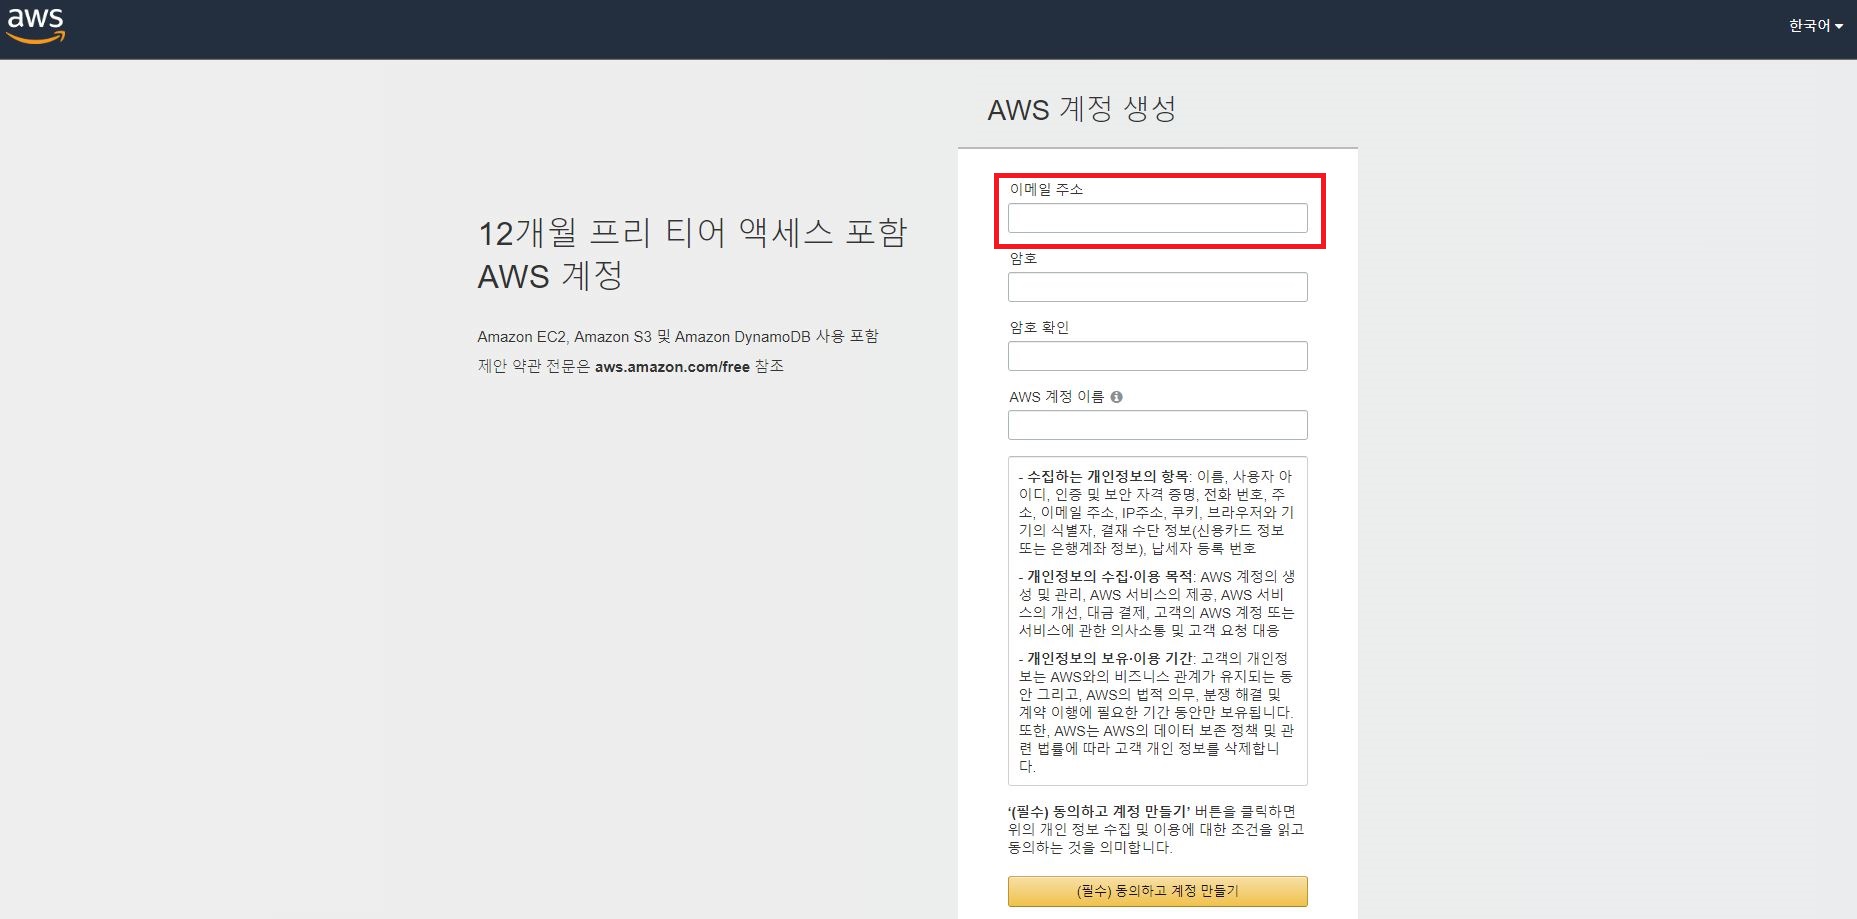 aws
한국어
AWS 계정 생성
12개월 프리 티어 액세스 포함
AWS 계정
Amazon EC2, Amazon S3 및 Amazon DynamoDB 사용 포함
제안 약관 전문은 aws.amazon.com/free 참조
이메일 주소
암호
암호 확인
AWS 계정 이름
- 수집하는 개인정보의 항목: 이름, 사용자 아
이디, 인증 및 보안 자격 증명, 전화 번호, 주
소, 이메일 주소, IP주소, 쿠키, 브라우저와 기
기의 식별자, 결재 수단 정보(신용카드 정보
또는 은행계좌 정보), 납세자 등록 번호
- 개인정보의 수집·이용 목적: AWS 계정의 생
성 및 관리, AWS 서비스의 제공, AWS 서비
스의 개선, 대금 결제, 고객의 AWS 계정 또는
서비스에 관한 의사소통 및 고객 요청 대응
- 개인정보의 보유·이용 기간: 고객의 개인정
보는 AWS와의 비즈니스 관계가 유지되는 동
안 그리고, AWS의 법적 의무, 분쟁 해결 및
계약 이행에 필요한 기간 동안만 보유됩니다.
또한, AWS는 AWS의 데이터 보존 정책 및 관
련 법률에 따라 고객 개인 정보를 삭제합니
다.
‘(필수) 동의하고 계정 만들기’ 버튼을 클릭하면
위의 개인 정보 수집 및 이용에 대한 조건을 읽고
동의하는 것을 의미합니다.
(필수) 동의하고 계정 만들기